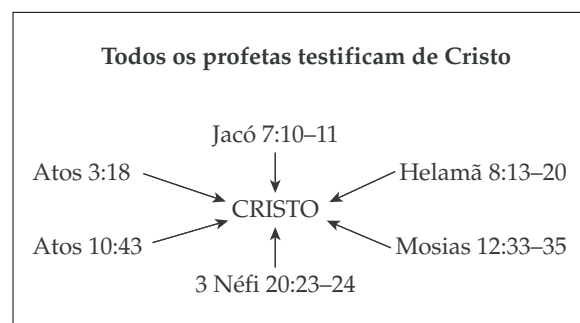 Todos os profetas testificam de Cristo
Jacó 7:10–11
Atos 3:18
Helamã 8:13–20
CRISTO
Atos 10:43
Mosias 12:33–35
3 Néfi 20:23–24